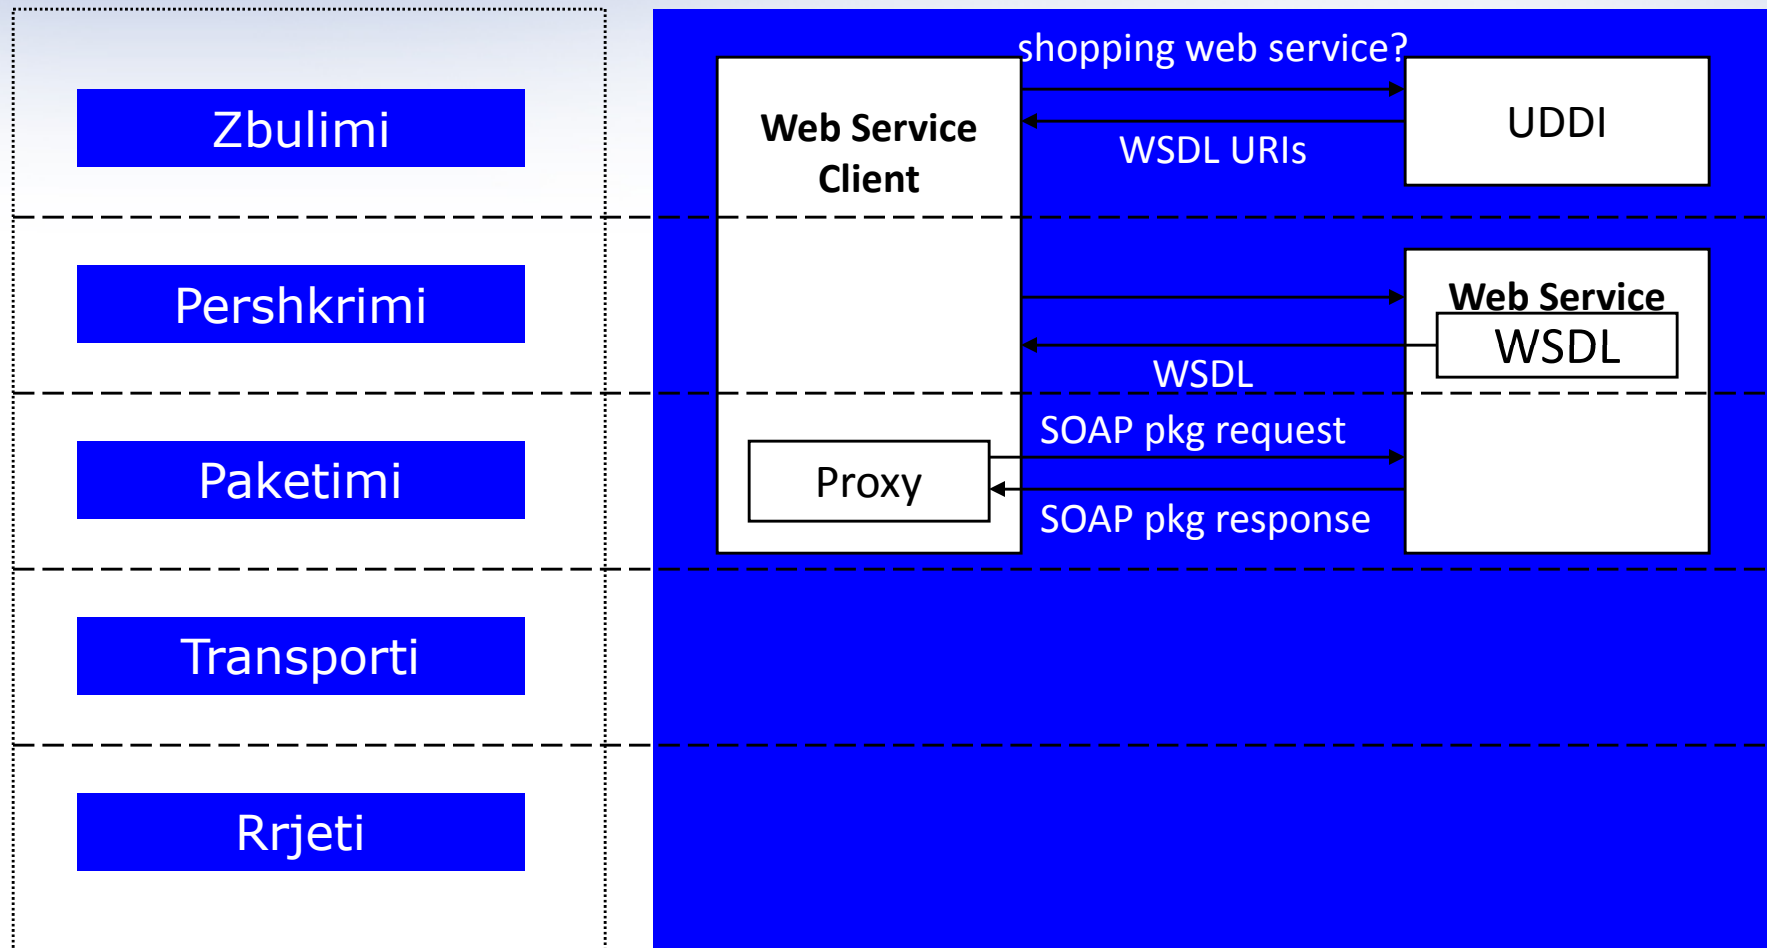 Zbulimi
Pershkrimi
Paketimi
Transporti
Rrjeti
shopping web service?
Web Service
Client
UDDI
WSDL URIs
Web Service
WSDL
WSDL
SOAP pkg request
Proxy
SOAP pkg response